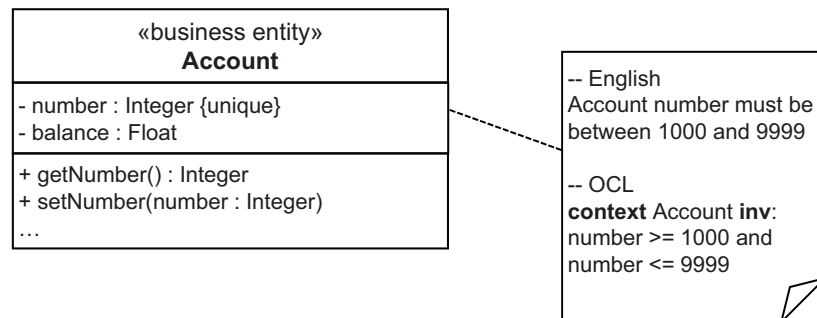 «business entity»
Account
- number : Integer {unique}
- balance : Float
+ getNumber() : Integer
+ setNumber(number : Integer)
…
-- English
Account number must be
between 1000 and 9999
-- OCL
context Account inv:
number >= 1000 and
number <= 9999